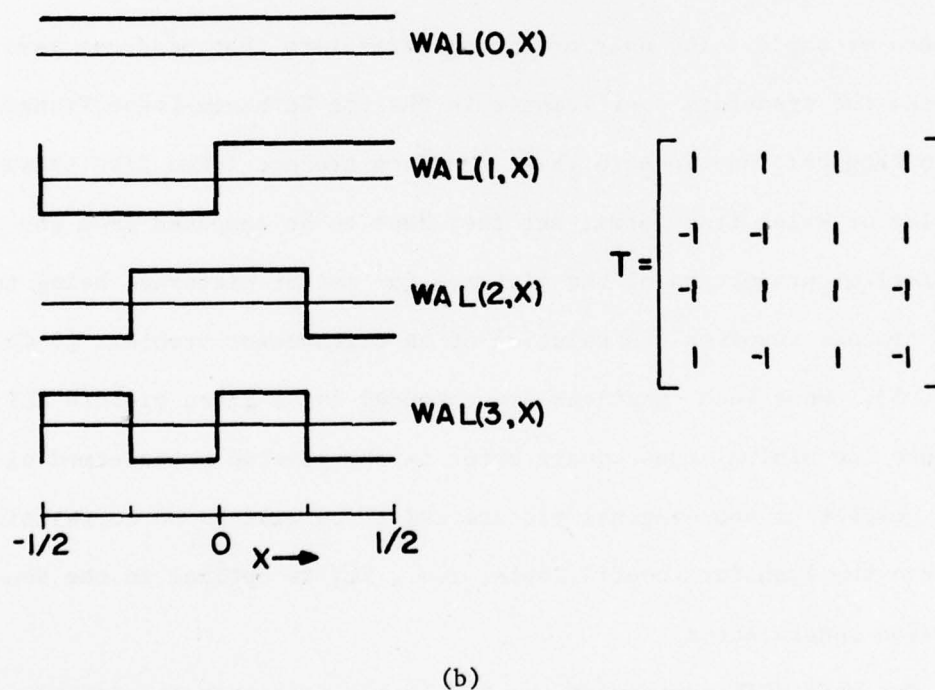 WAL(0,X)
WAL(1,X)
WAL(2,X)
WAL(3,X)
-1/2 0 1/2
X→
T=
1 1 1 1
-1 -1 1 1
-1 1 1 -1
1 -1 1 -1
(b)